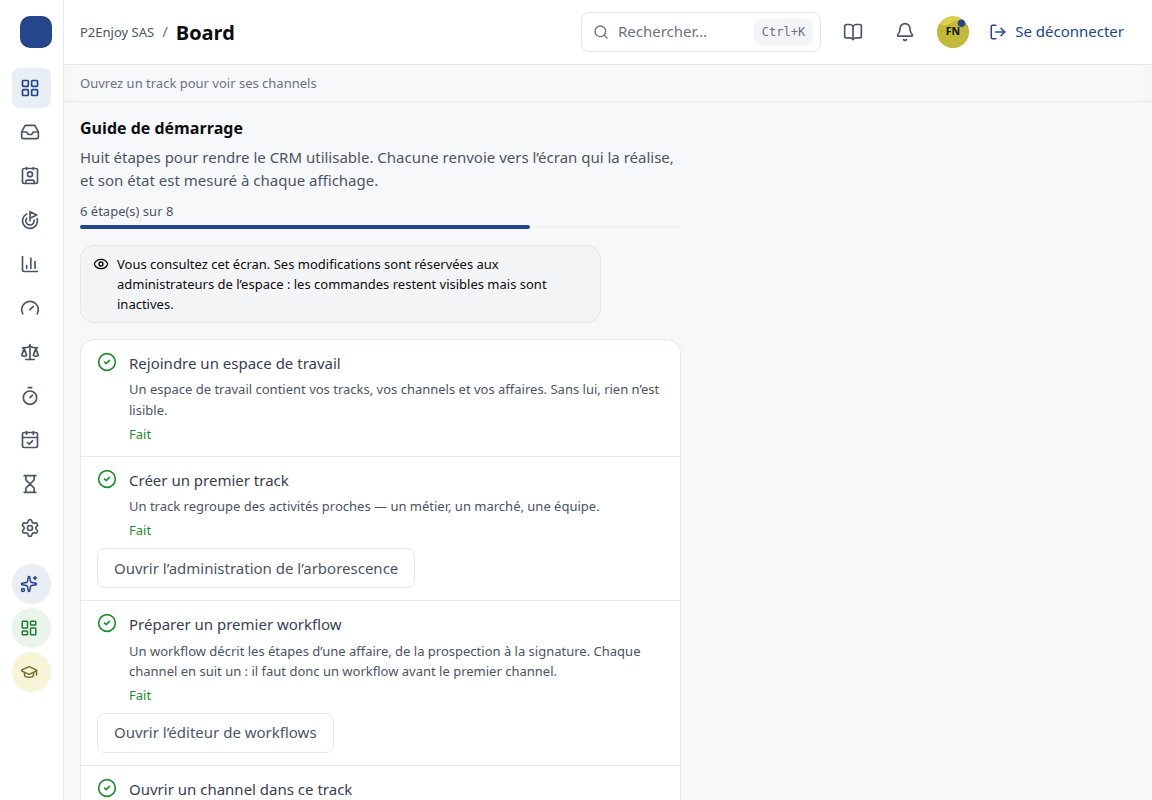 P2Enjoy SAS / Board
Rechercher...
Ctrl+K
FN
Se déconnecter
Ouvrez un track pour voir ses channels
Guide de démarrage
Huit étapes pour rendre le CRM utilisable. Chacune renvoie vers l'écran qui la réalise,
et son état est mesuré à chaque affichage.
6 étape(s) sur 8
Vous consultez cet écran. Ses modifications sont réservées aux
administrateurs de l'espace : les commandes restent visibles mais sont
inactives.
Rejoindre un espace de travail
Un espace de travail contient vos tracks, vos channels et vos affaires. Sans lui, rien n'est
lisible.
Fait
Créer un premier track
Un track regroupe des activités proches — un métier, un marché, une équipe.
Fait
Ouvrir l'administration de l'arborescence
Préparer un premier workflow
Un workflow décrit les étapes d'une affaire, de la prospection à la signature. Chaque
channel en suit un : il faut donc un workflow avant le premier channel.
Fait
Ouvrir l'éditeur de workflows
Ouvrir un channel dans ce track